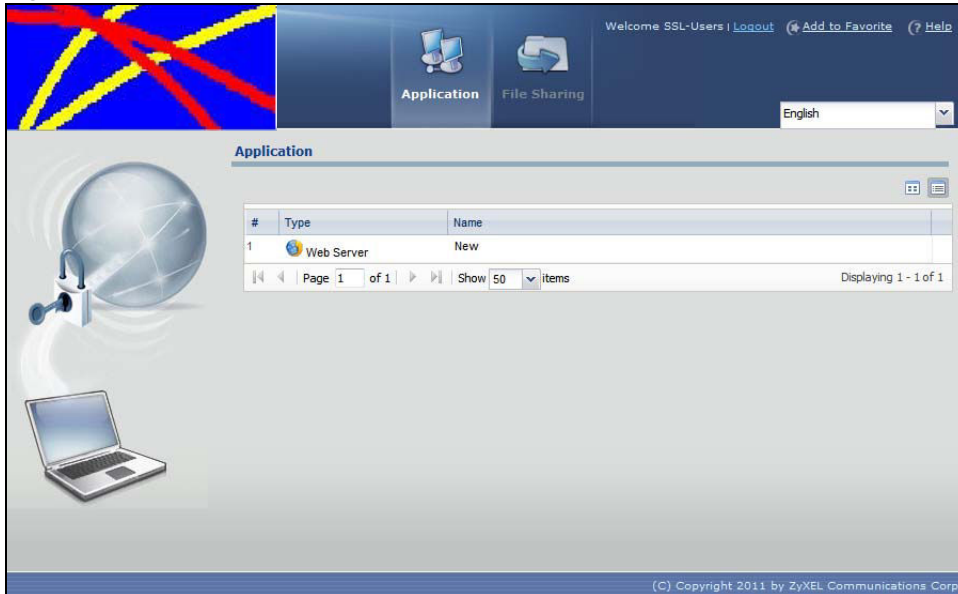 Welcome SSL-Users | Logout Add to Favorite ? Help
Application File Sharing
English
Application
# Type Name
1 Web Server New
Page 1 of 1 Show 50 items Displaying 1 - 1 of 1
(C) Copyright 2011 by ZyXEL Communications Corp